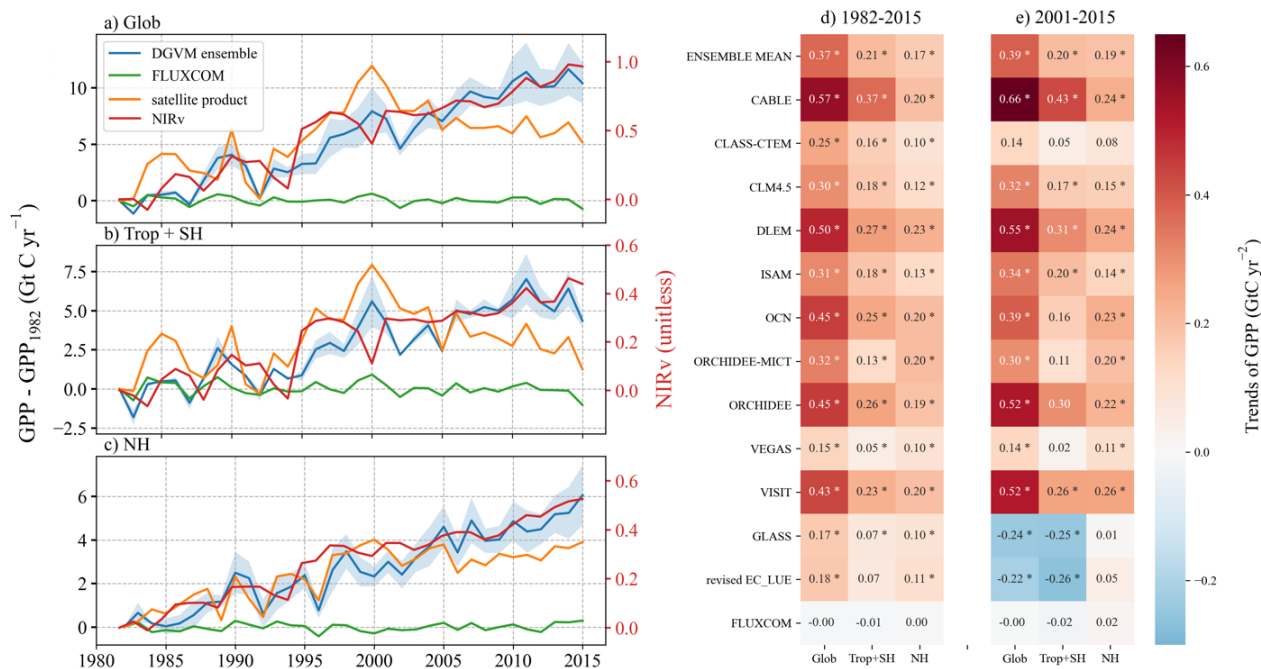 a) Glob
DGVM ensemble
FLUXCOM
satellite product
NIRv
10
5
0
1.0
0.5
0.0
b) Trop + SH
7.5
5.0
2.5
0.0
−2.5
0.6
0.4
0.2
0.0
c) NH
6
4
2
0
0.6
0.4
0.2
0.0
1980 1985 1990 1995 2000 2005 2010 2015
GPP - GPP1982 (Gt C yr−1)
NIRv (unitless)
d) 1982-2015 e) 2001-2015
ENSEMBLE MEAN 0.37 * 0.21 * 0.17 * 0.39 * 0.20 * 0.19 *
CABLE 0.57 * 0.37 * 0.20 * 0.66 * 0.43 * 0.24 *
CLASS-CTEM 0.25 * 0.16 * 0.10 * 0.14 0.05 0.08
CLM4.5 0.30 * 0.18 * 0.12 * 0.32 * 0.17 * 0.15 *
DLEM 0.50 * 0.27 * 0.23 * 0.55 * 0.31 * 0.24 *
ISAM 0.31 * 0.18 * 0.13 * 0.34 * 0.20 * 0.14 *
OCN 0.45 * 0.25 * 0.20 * 0.39 * 0.16 0.23 *
ORCHIDEE-MICT 0.32 * 0.13 * 0.20 * 0.30 * 0.11 0.20 *
ORCHIDEE 0.45 * 0.26 * 0.19 * 0.52 * 0.30 0.22 *
VEGAS 0.15 * 0.05 * 0.10 * 0.14 * 0.02 0.11 *
VISIT 0.43 * 0.23 * 0.20 * 0.52 * 0.26 * 0.26 *
GLASS 0.17 * 0.07 * 0.10 * -0.24 * -0.25 * 0.01
revised EC_LUE 0.18 * 0.07 0.11 * -0.22 * -0.26 * 0.05
FLUXCOM -0.00 -0.01 0.00 -0.00 -0.02 0.02
Glob Trop+SH NH Glob Trop+SH NH
0.6
0.4
0.2
0.0
−0.2
Trends of GPP (GtC yr−2)